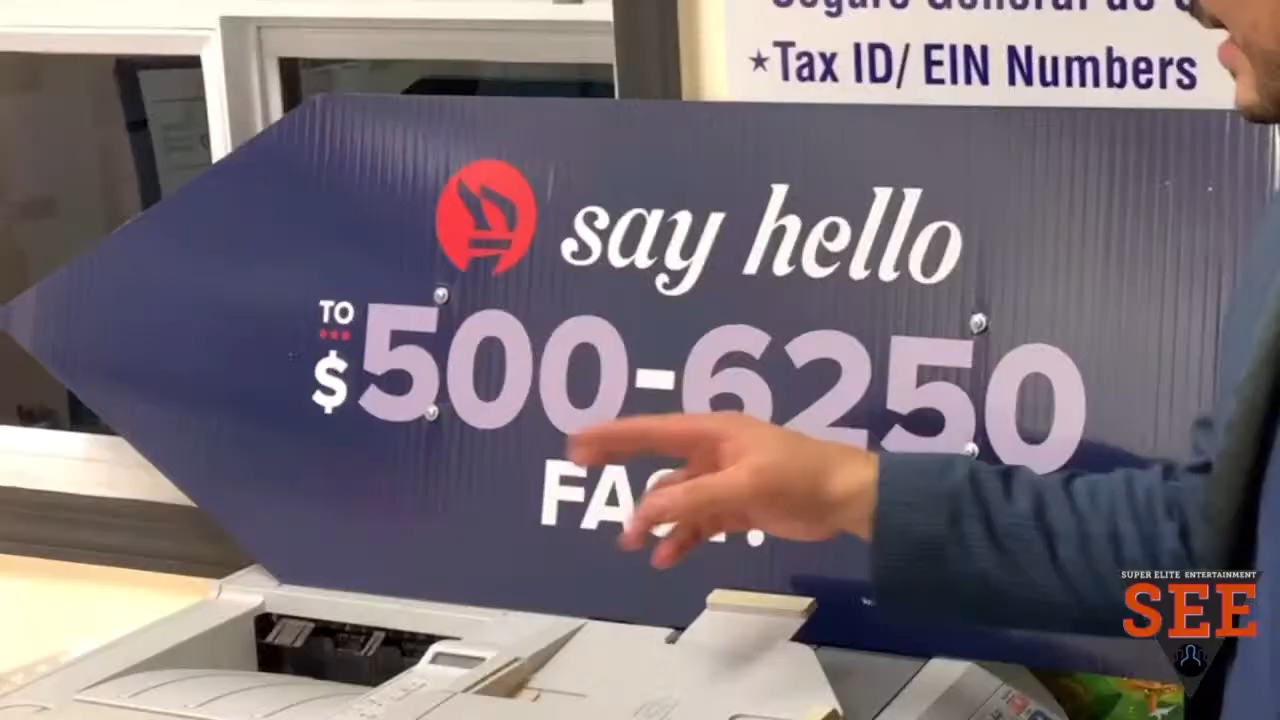 ★Tax ID/ EIN Numbers
say hello
TO
$500-6250
SUPER ELITE ENTERTAINMENT
SEE